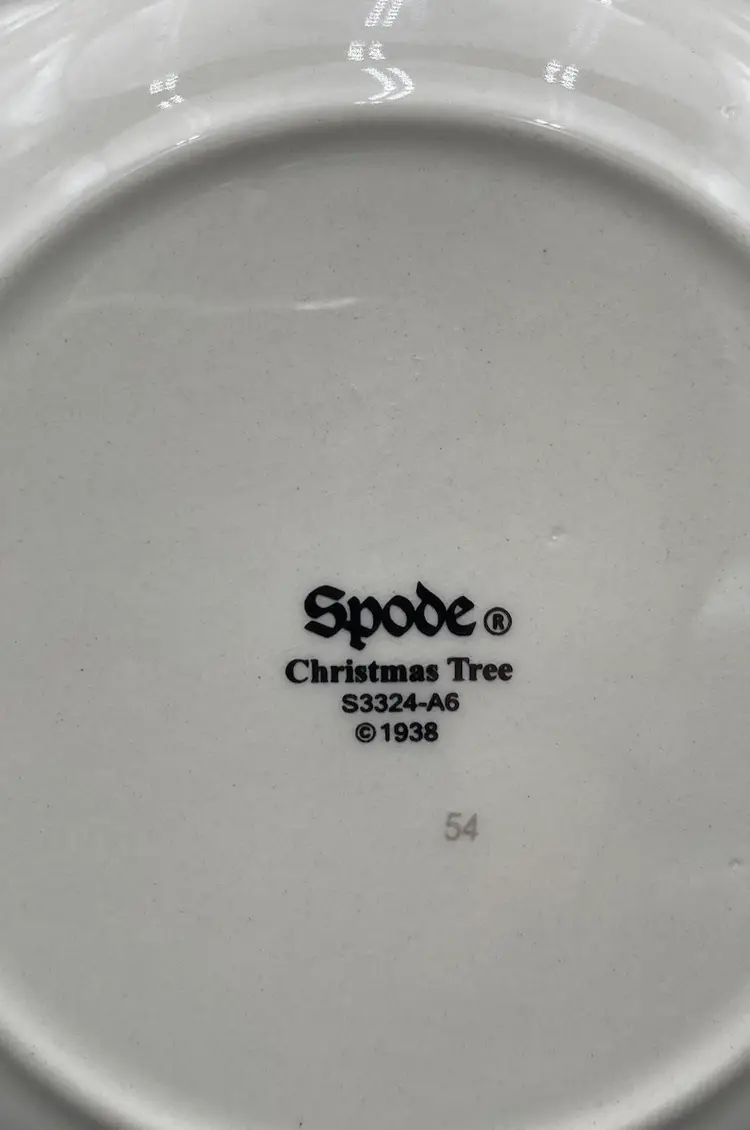 Spode ®
Christmas Tree
S3324-A6
© 1938
54